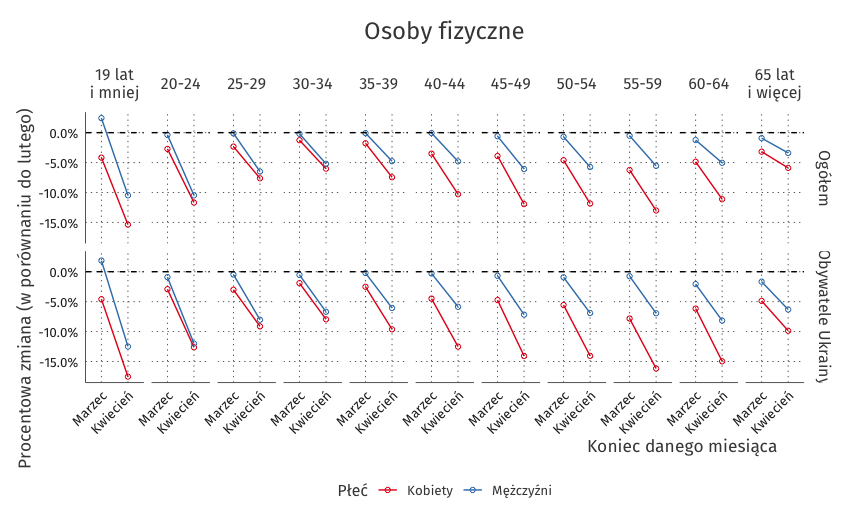 Osoby fizyczne
19 lat
i mniej
20-24
25-29
30-34
35-39
40-44
45-49
50-54
55-59
60-64
65 lat
i więcej
Procentowa zmiana (w porównaniu do lutego)
0.0%
-5.0%
-10.0%
-15.0%
Ogółem
0.0%
-5.0%
-10.0%
-15.0%
Obywatele Ukrainy
Marzec
Kwiecień
Marzec
Kwiecień
Marzec
Kwiecień
Marzec
Kwiecień
Marzec
Kwiecień
Marzec
Kwiecień
Marzec
Kwiecień
Marzec
Kwiecień
Marzec
Kwiecień
Marzec
Kwiecień
Marzec
Kwiecień
Koniec danego miesiąca
Płeć Kobiety Mężczyźni